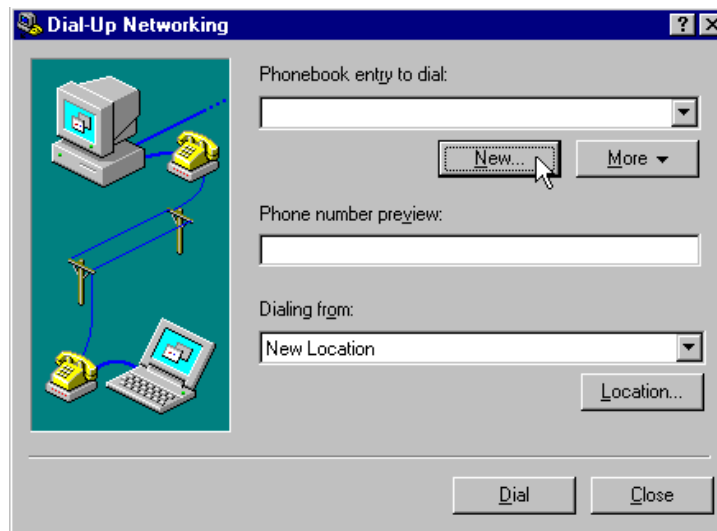 Dial-Up Networking
Phonebook entry to dial:
New... More
Phone number preview:
Dialing from:
New Location
Location...
Dial Close